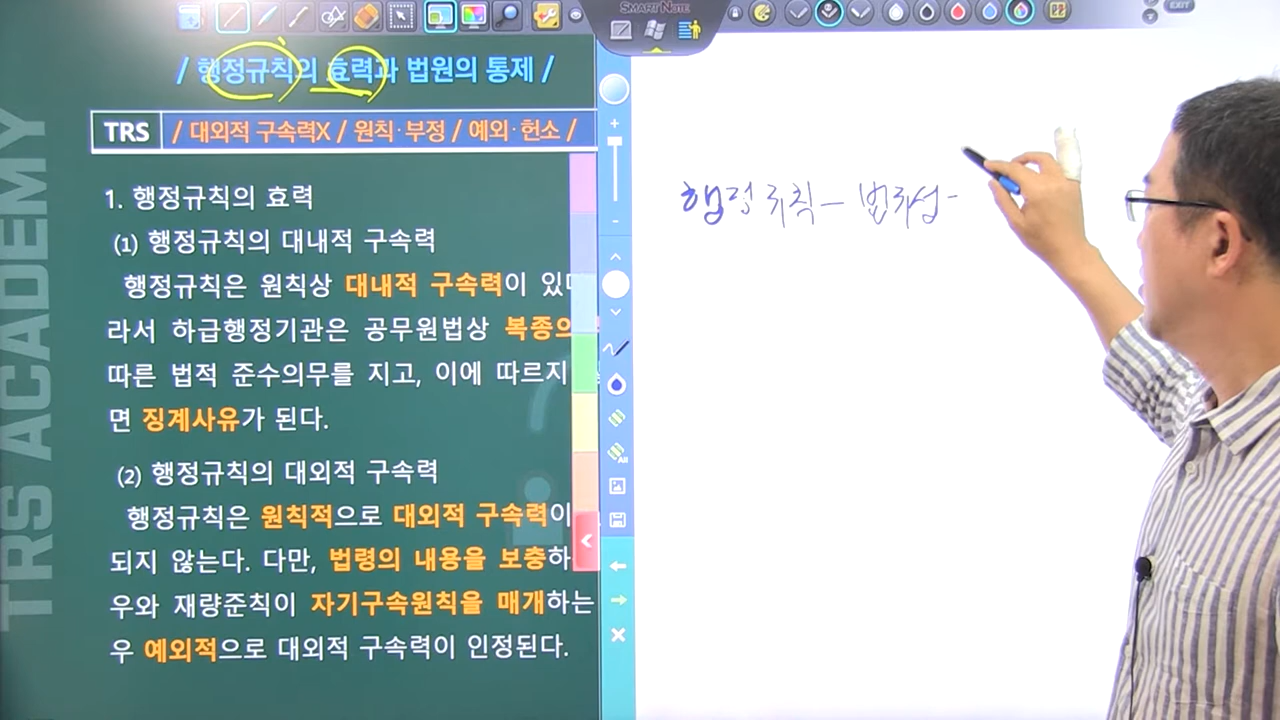 SMART NOTE
EXIT
/ 행정규칙의 효력과 법원의 통제 /
TRS / 대외적 구속력X / 원칙·부정 / 예외·헌소 /
1. 행정규칙의 효력
(1) 행정규칙의 대내적 구속력
행정규칙은 원칙상 대내적 구속력이 있
라서 하급행정기관은 공무원법상 복종의
따른 법적 준수의무를 지고, 이에 따르지
면 징계사유가 된다.
(2) 행정규칙의 대외적 구속력
행정규칙은 원칙적으로 대외적 구속력이
되지 않는다. 다만, 법령의 내용을 보충하
우와 재량준칙이 자기구속원칙을 매개하는
우 예외적으로 대외적 구속력이 인정된다.
행정규칙 - 법규성 -
TRS ACADEMY
All